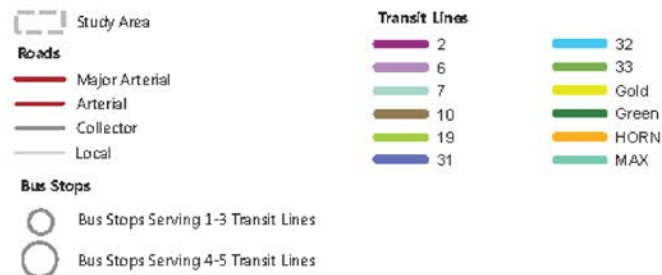 Study Area
Roads
Major Arterial
Arterial
Collector
Local
Bus Stops
Bus Stops Serving 1-3 Transit Lines
Bus Stops Serving 4-5 Transit Lines
Transit Lines
2
6
7
10
19
31
32
33
Gold
Green
HORN
MAX